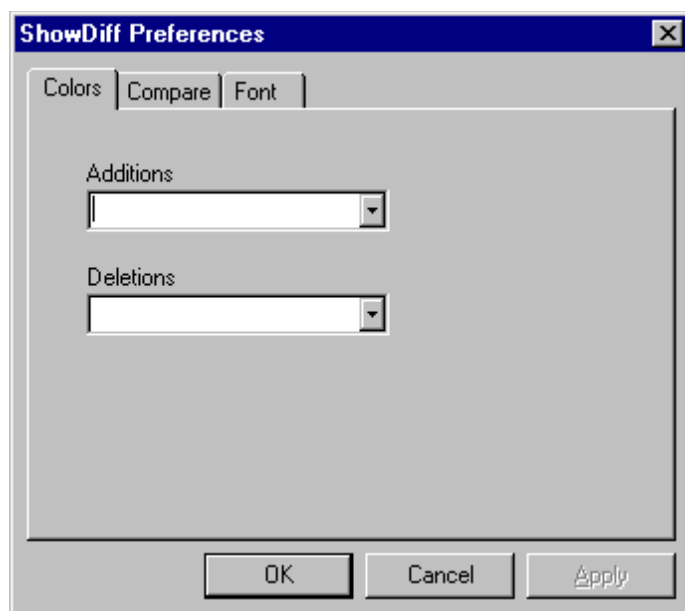 ShowDiff Preferences
Colors Compare Font
Additions
Deletions
OK Cancel Apply